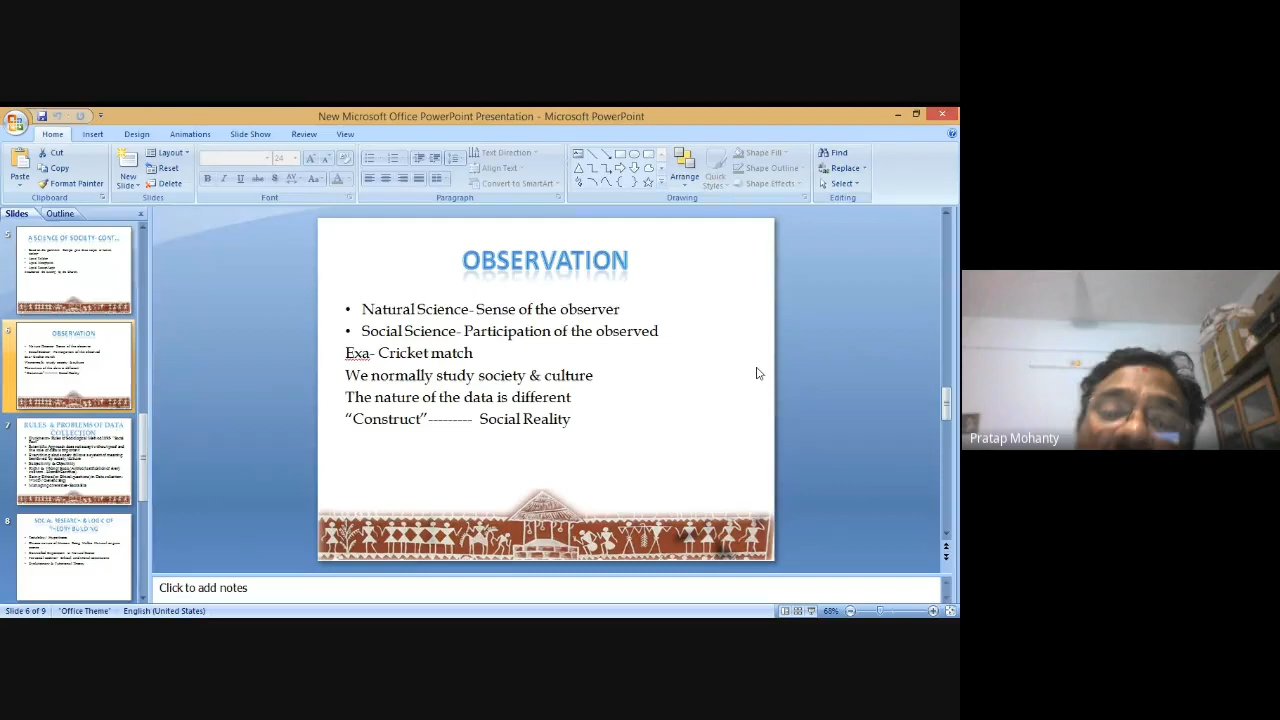 New Microsoft Office PowerPoint Presentation - Microsoft PowerPoint
Home Insert Design Animations Slide Show Review View
Paste Cut Copy Format Painter
Clipboard
New Slide Layout Reset Delete
Slides
24
Font
Text Direction Align Text Convert to SmartArt
Paragraph
Arrange Quick Styles Shape Fill Shape Outline Shape Effects
Drawing
Find Replace Select
Editing
Slides Outline
5
A SCIENCE OF SOCIETY- CONT...
6
OBSERVATION
7
RULES & PROBLEMS OF DATA COLLECTION
8
SOCIAL RESEARCH & LOGIC OF THEORY BUILDING
OBSERVATION
• Natural Science- Sense of the observer
• Social Science- Participation of the observed
Exa- Cricket match
We normally study society & culture
The nature of the data is different
“Construct”--------- Social Reality
Click to add notes
Slide 6 of 9 "Office Theme" English (United States) 68%
Pratap Mohanty